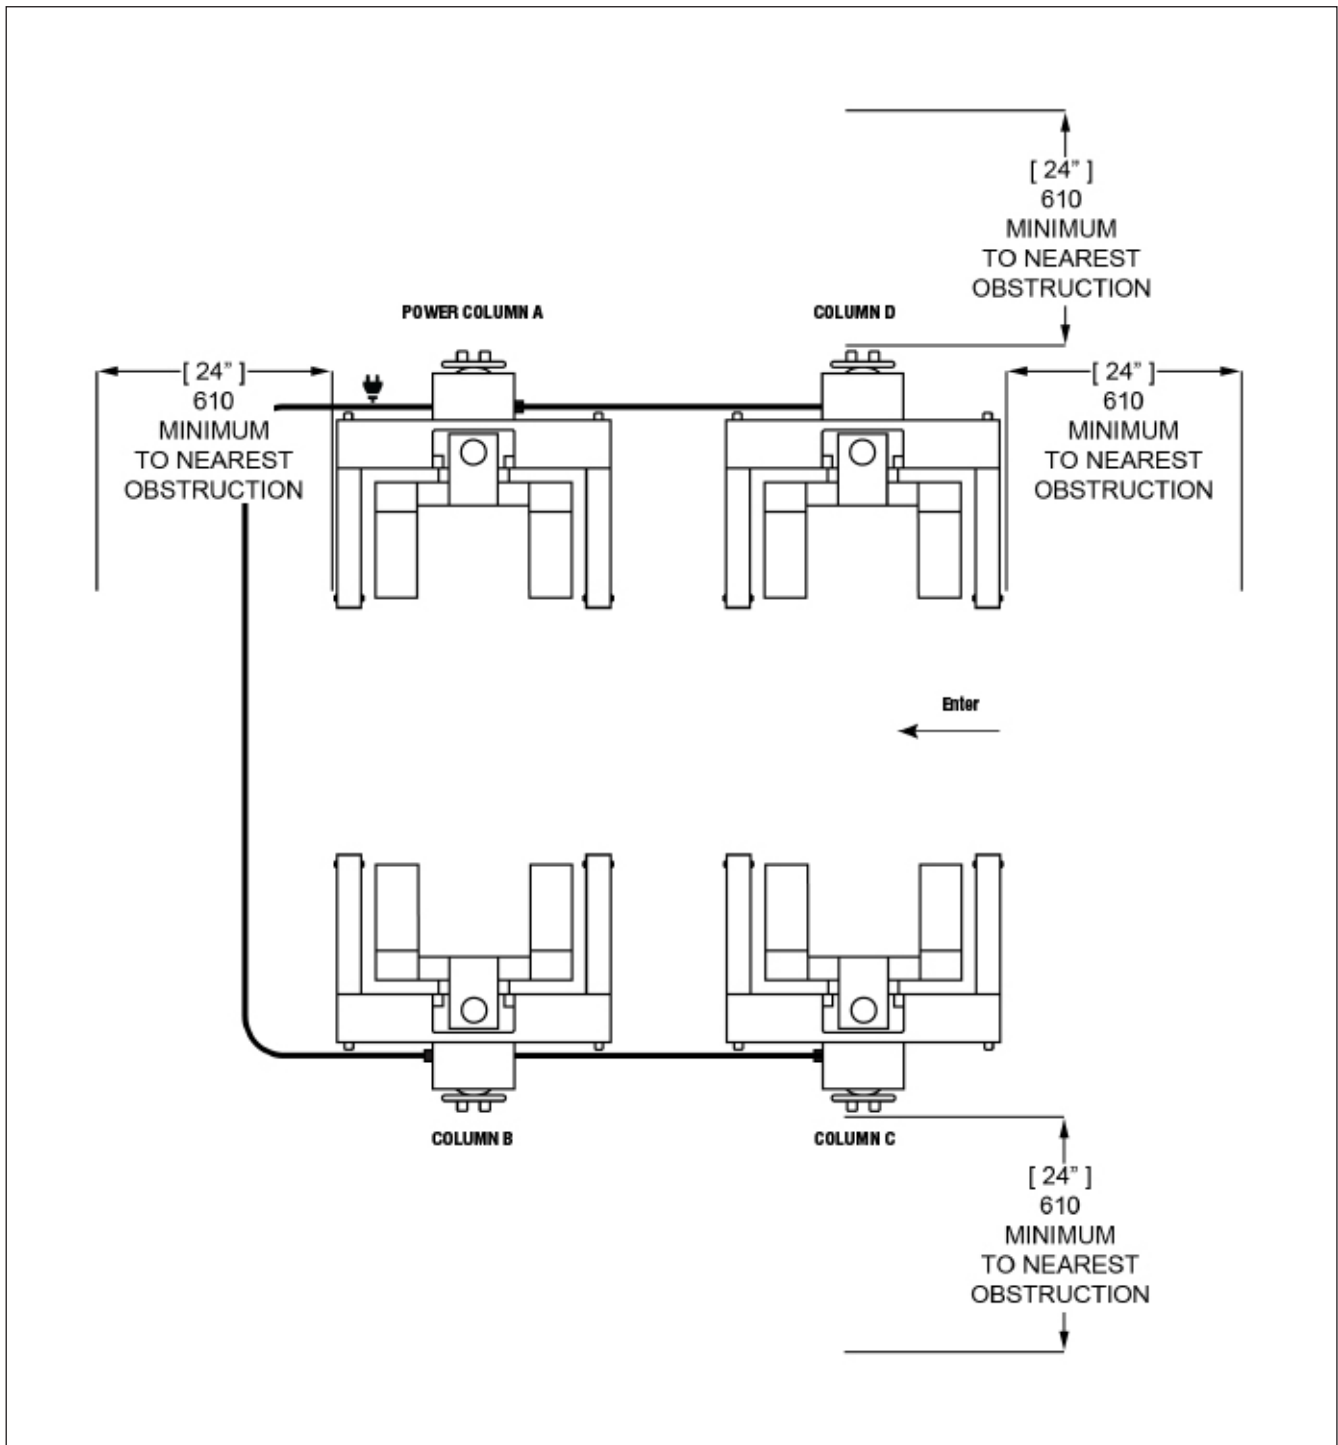 [ 24” ]
610
MINIMUM
TO NEAREST
OBSTRUCTION
POWER COLUMN A
COLUMN D
[ 24” ]
610
MINIMUM
TO NEAREST
OBSTRUCTION
[ 24” ]
610
MINIMUM
TO NEAREST
OBSTRUCTION
Enter
COLUMN B
COLUMN C
[ 24” ]
610
MINIMUM
TO NEAREST
OBSTRUCTION